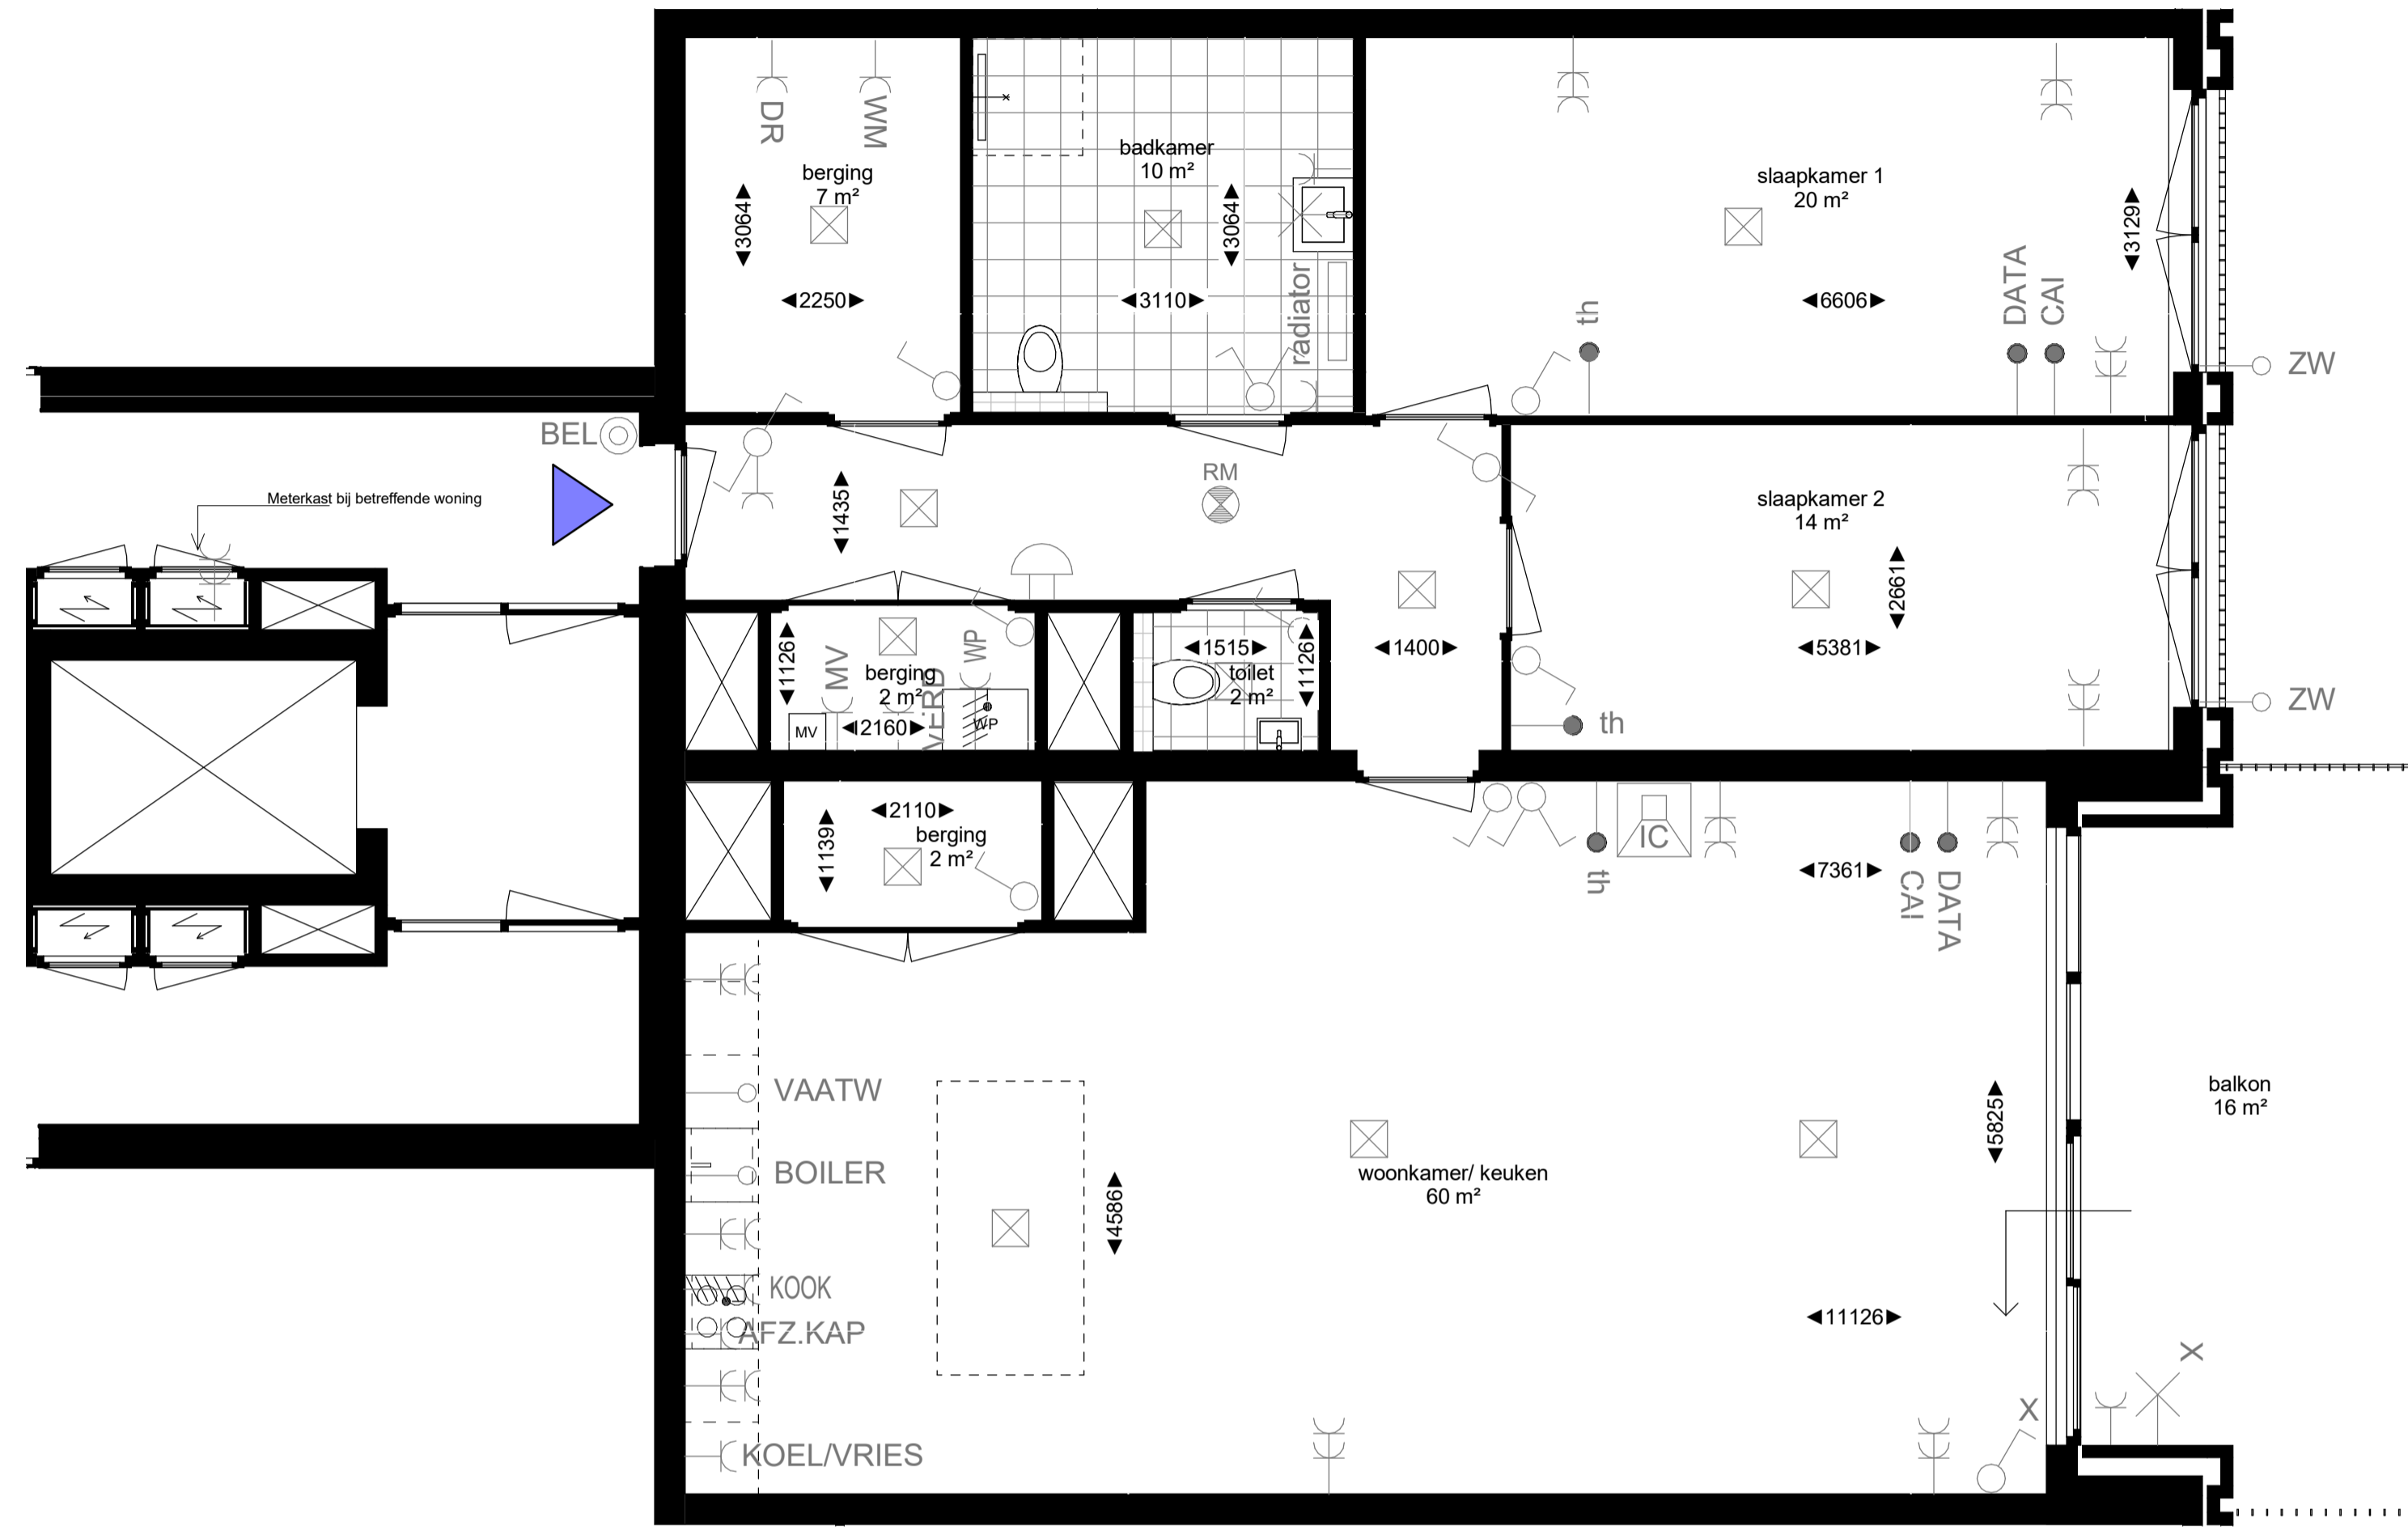 DR
WM
berging
7 m²
3064
2250
badkamer
10 m²
3064
3110
radiator
slaapkamer 1
20 m²
3129
6606
th
DATA
CAI
ZW
BEL
Meterkast bij betreffende woning
1435
RM
slaapkamer 2
14 m²
2661
5381
1400
th
ZW
1126
MV
berging
2 m²
WP
VERD
MV
2160
WP
1515
toilet
2 m²
1126
2110
berging
2 m²
1139
th
IC
7361
CAI
DATA
VAATW
BOILER
KOOK
AFZ.KAP
KOEL/VRIES
4586
woonkamer/ keuken
60 m²
5825
11126
balkon
16 m²
X
X